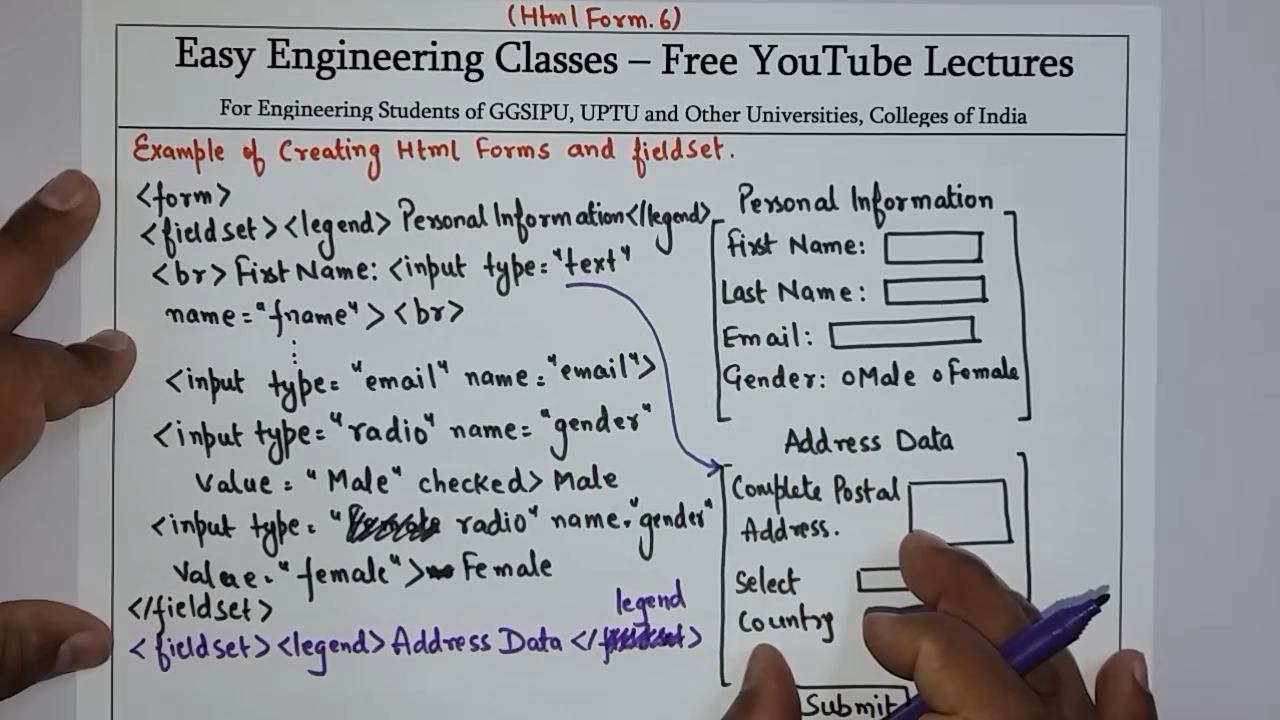 (Html Form.6)
Easy Engineering Classes – Free YouTube Lectures
For Engineering Students of GGSIPU, UPTU and Other Universities, Colleges of India
Example of Creating Html Forms and fieldset.
<form>
<fieldset><legend> Personal Information</legend>
<br> First Name: <input type="text"
name="fname"><br>
⋮
<input type= "email" name="email">
<input type="radio" name= "gender"
Value = "Male" checked> Male
<input type= " radio" name="gender"
Value="female"> Female
</fieldset>
legend
<fieldset><legend> Address Data </ >
Personal Information
First Name:
Last Name:
Email:
Gender: oMale oFemale
Address Data
Complete Postal
Address.
Select
Country
Submit